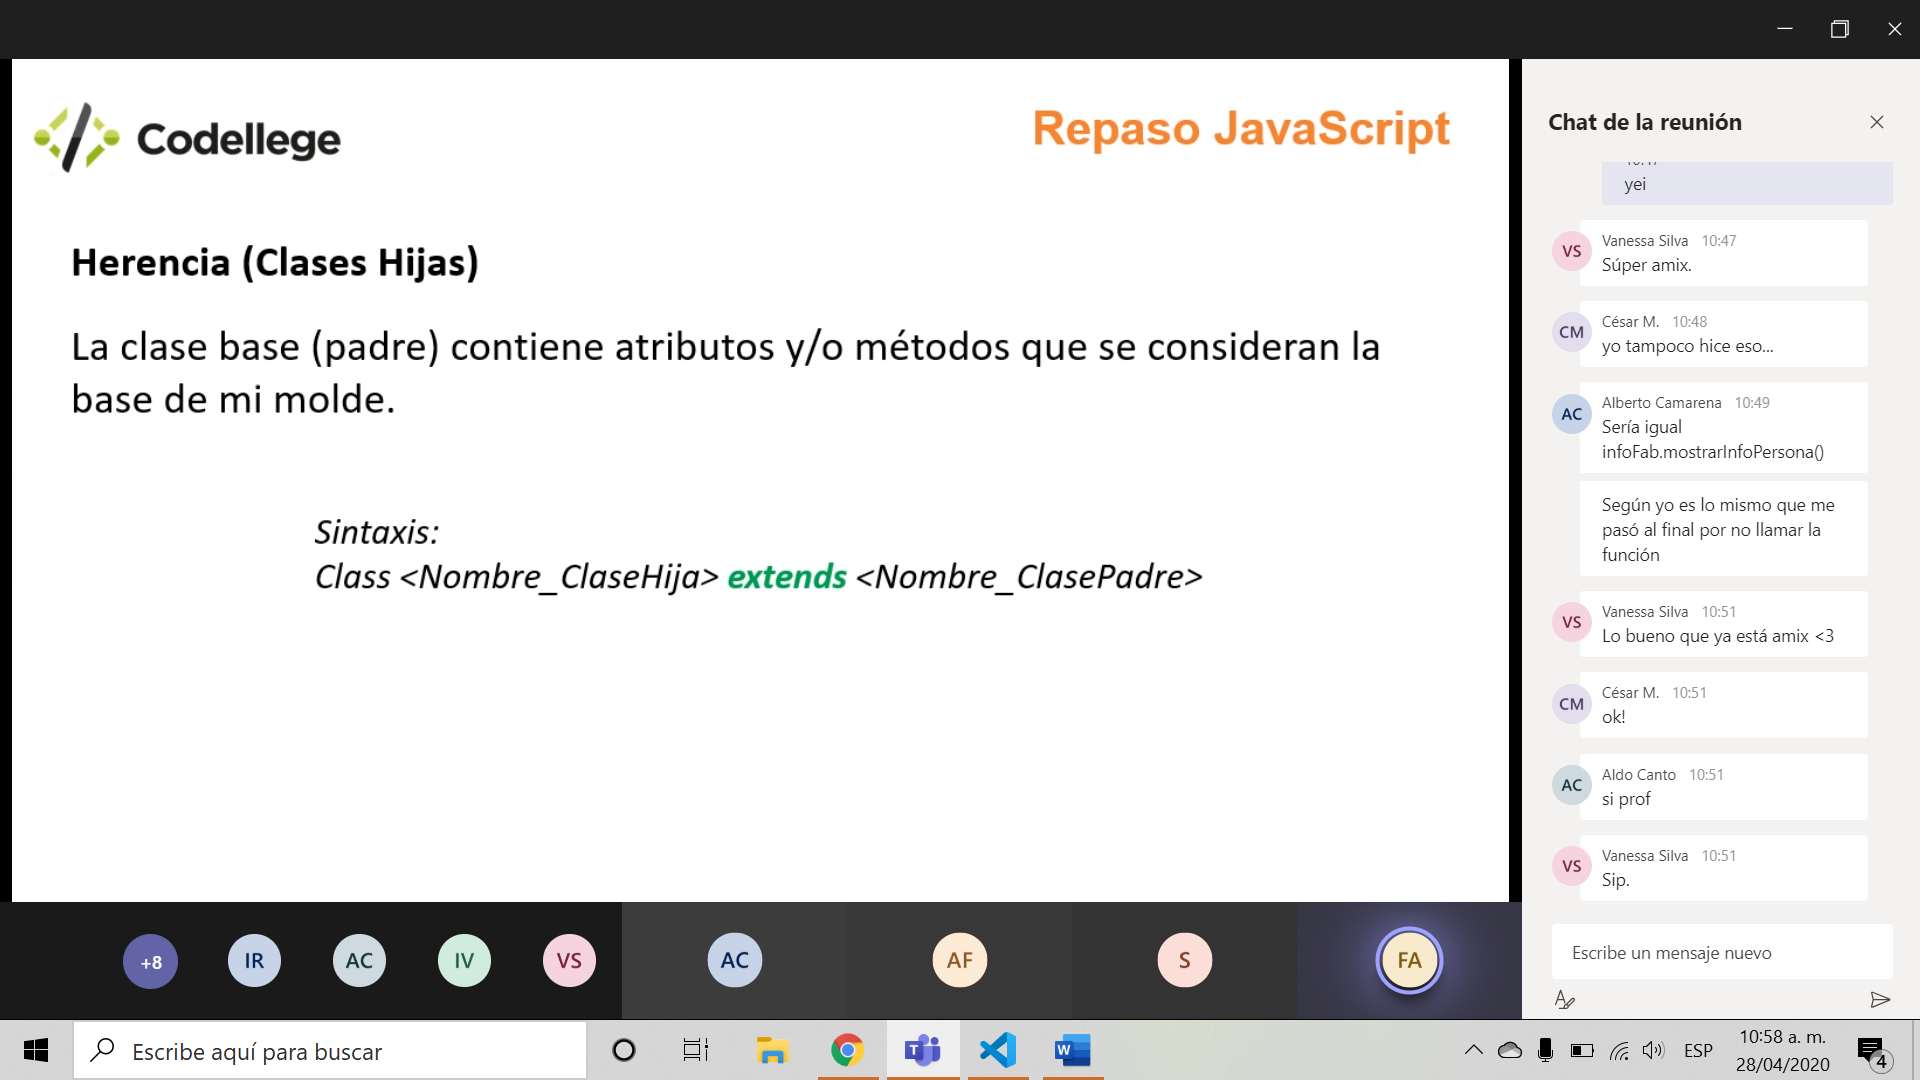 Codellege
Repaso JavaScript
Herencia (Clases Hijas)
La clase base (padre) contiene atributos y/o métodos que se consideran la
base de mi molde.
Sintaxis:
Class <Nombre_ClaseHija> extends <Nombre_ClasePadre>
Chat de la reunión
yei
VS
Vanessa Silva 10:47
Súper amix.
CM
César M. 10:48
yo tampoco hice eso...
AC
Alberto Camarena 10:49
Sería igual
infoFab.mostrarInfoPersona()
Según yo es lo mismo que me
pasó al final por no llamar la
función
VS
Vanessa Silva 10:51
Lo bueno que ya está amix <3
CM
César M. 10:51
ok!
AC
Aldo Canto 10:51
si prof
VS
Vanessa Silva 10:51
Sip.
Escribe un mensaje nuevo
+8 IR AC IV VS AC AF S FA
Escribe aquí para buscar
ESP
10:58 a. m.
28/04/2020
4